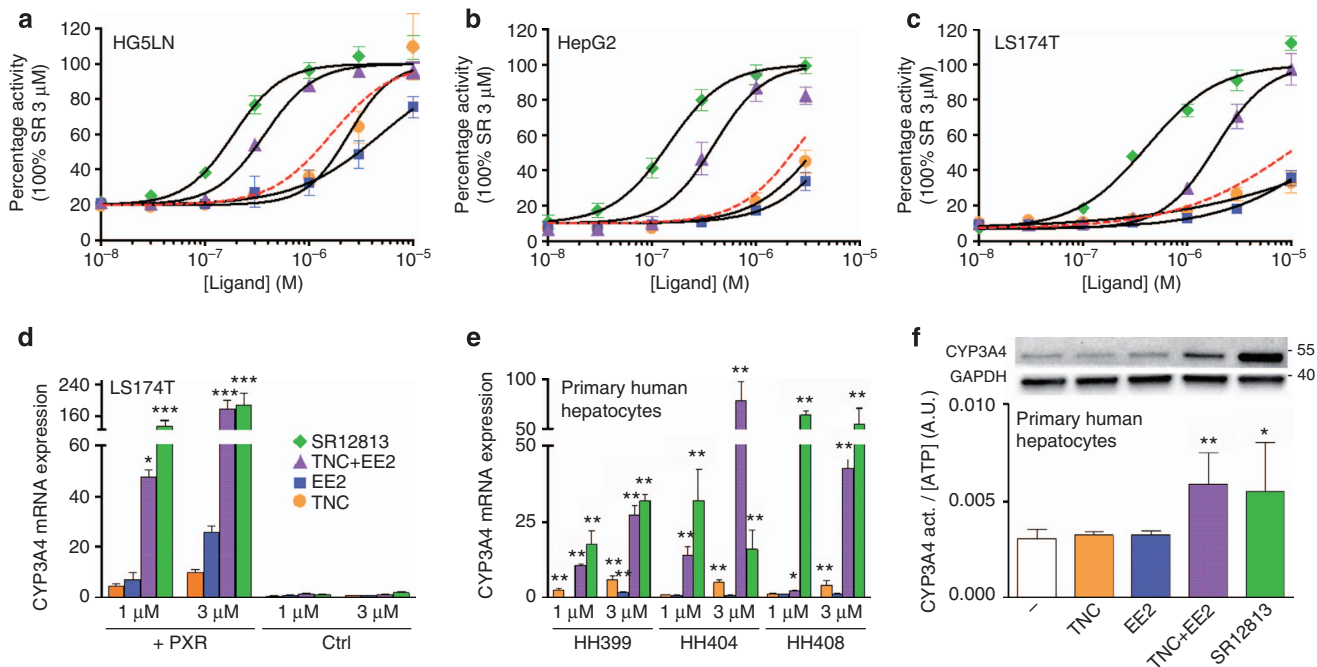 a
HG5LN
Percentage activity
(100% SR 3 μM)
120
100
80
60
40
20
0
10⁻⁸
10⁻⁷
10⁻⁶
10⁻⁵
[Ligand] (M)
b
HepG2
Percentage activity
(100% SR 3 μM)
120
100
80
60
40
20
0
10⁻⁸
10⁻⁷
10⁻⁶
10⁻⁵
[Ligand] (M)
c
LS174T
Percentage activity
(100% SR 3 μM)
120
100
80
60
40
20
0
10⁻⁸
10⁻⁷
10⁻⁶
10⁻⁵
[Ligand] (M)
d
LS174T
CYP3A4 mRNA expression
240
160
60
40
20
0
*
***
***
***
SR12813
TNC+EE2
EE2
TNC
1 μM
3 μM
1 μM
3 μM
+ PXR
Ctrl
e
Primary human
hepatocytes
CYP3A4 mRNA expression
100
50
50
25
0
**
**
**
**
**
**
**
**
**
**
**
**
*
**
**
**
**
1 μM
3 μM
1 μM
3 μM
1 μM
3 μM
HH399
HH404
HH408
f
CYP3A4
- 55
GAPDH
- 40
Primary human
hepatocytes
CYP3A4 act. / [ATP] (A.U.)
0.010
0.005
0.000
**
*
–
TNC
EE2
TNC+EE2
SR12813